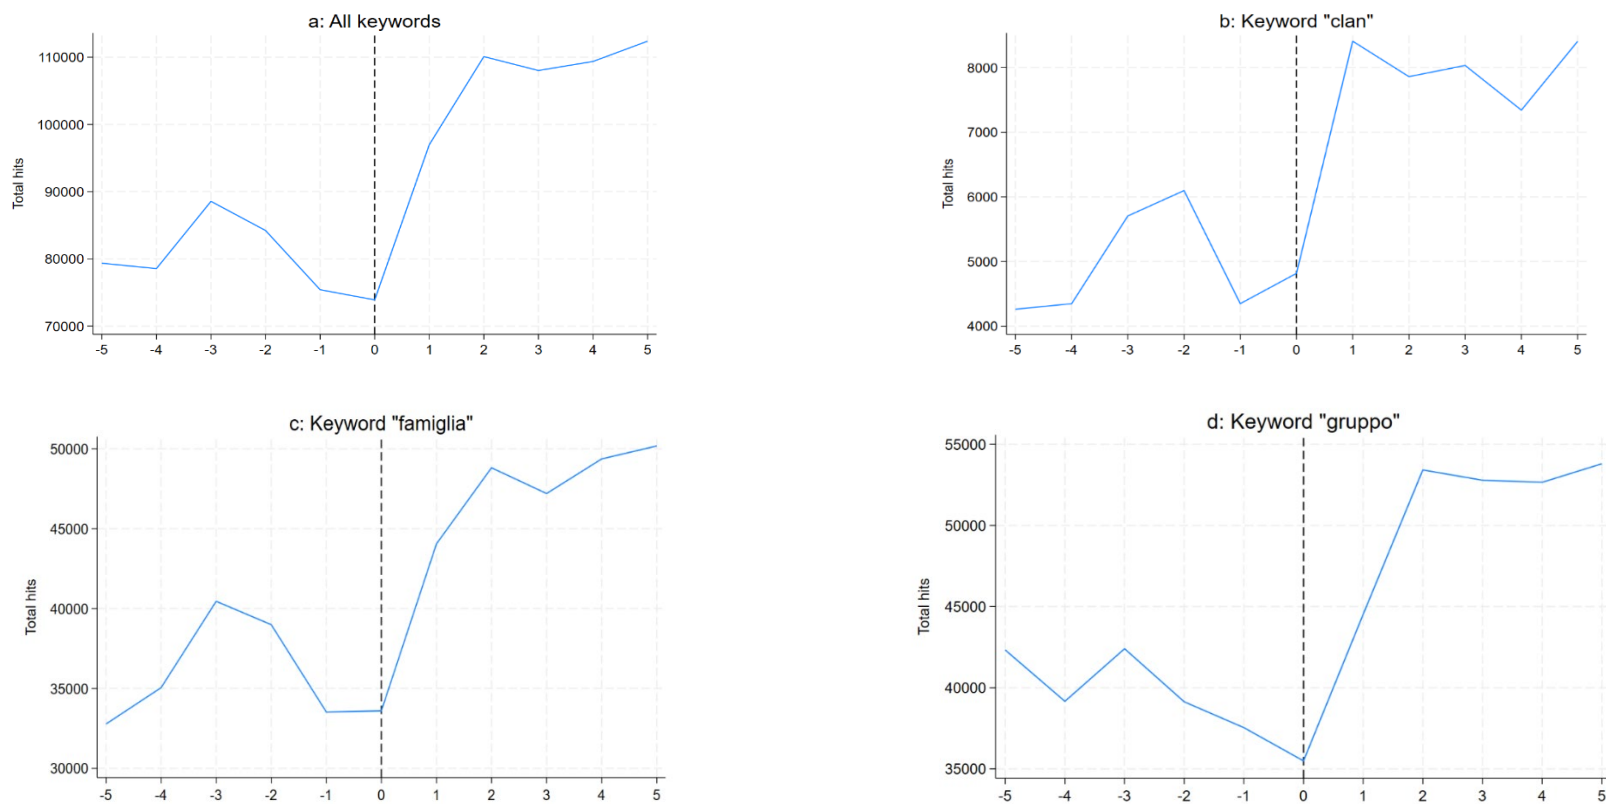 a: All keywords
Total hits
110000
100000
90000
80000
70000
-5 -4 -3 -2 -1 0 1 2 3 4 5
b: Keyword "clan"
Total hits
8000
7000
6000
5000
4000
-5 -4 -3 -2 -1 0 1 2 3 4 5
c: Keyword "famiglia"
Total hits
50000
45000
40000
35000
30000
-5 -4 -3 -2 -1 0 1 2 3 4 5
d: Keyword "gruppo"
Total hits
55000
50000
45000
40000
35000
-5 -4 -3 -2 -1 0 1 2 3 4 5